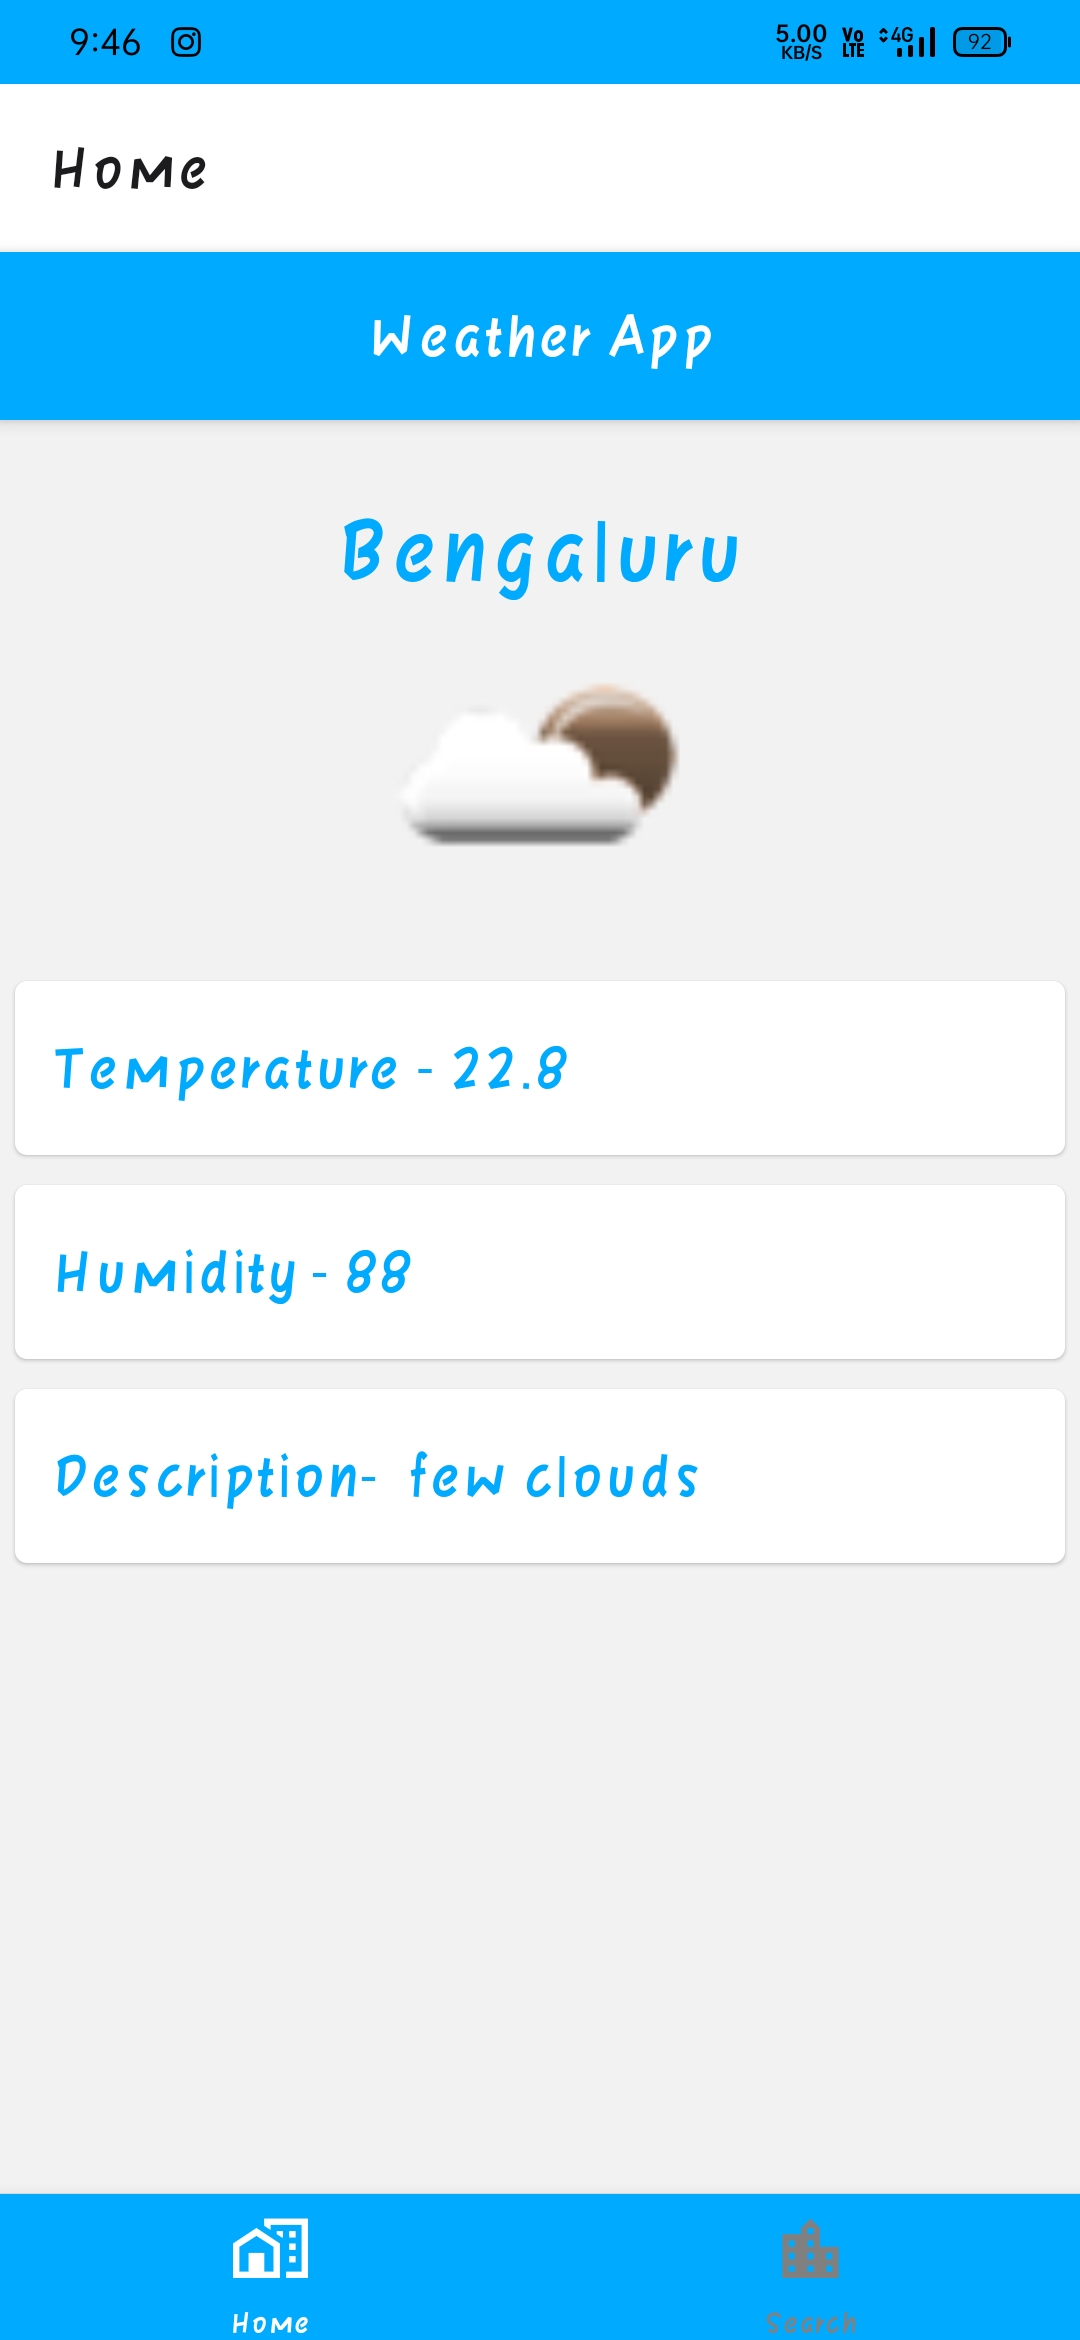 9:46 5.00 KB/S Vo LTE 4G 92
Home
Weather App
Bengaluru
Temperature - 22.8
Humidity - 88
Description-  few clouds
Home Search